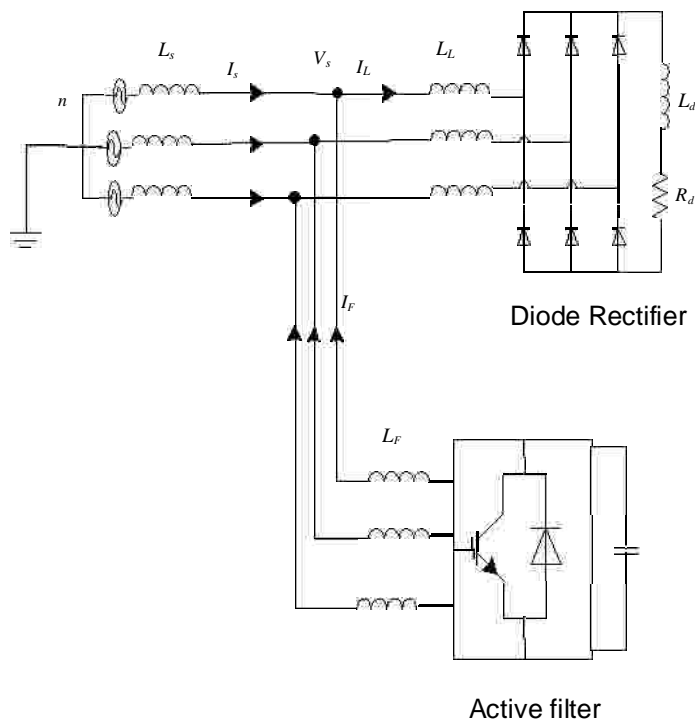 L_s
I_s
V_s
I_L
L_L
n
L_d
R_d
Diode Rectifier
I_F
L_F
Active filter